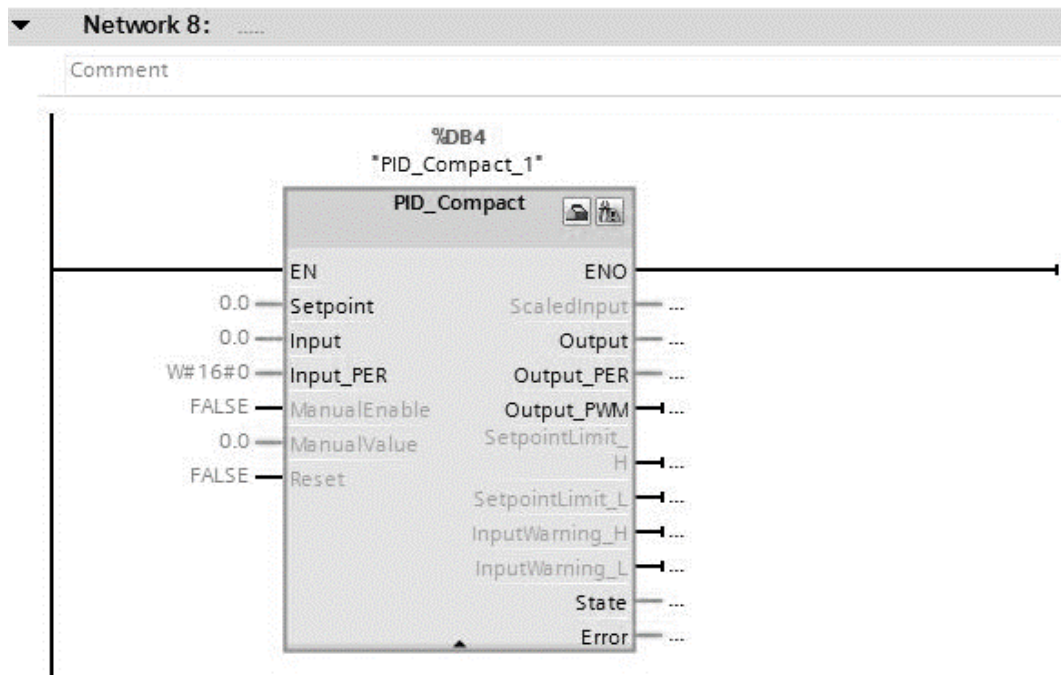 Network 8: .....
Comment
%DB4
"PID_Compact_1"
PID_Compact
EN ENO
0.0 Setpoint ScaledInput ...
0.0 Input Output ...
W#16#0 Input_PER Output_PER ...
FALSE ManualEnable Output_PWM ...
0.0 ManualValue SetpointLimit_
H ...
FALSE Reset
SetpointLimit_L ...
InputWarning_H ...
InputWarning_L ...
State ...
Error ...